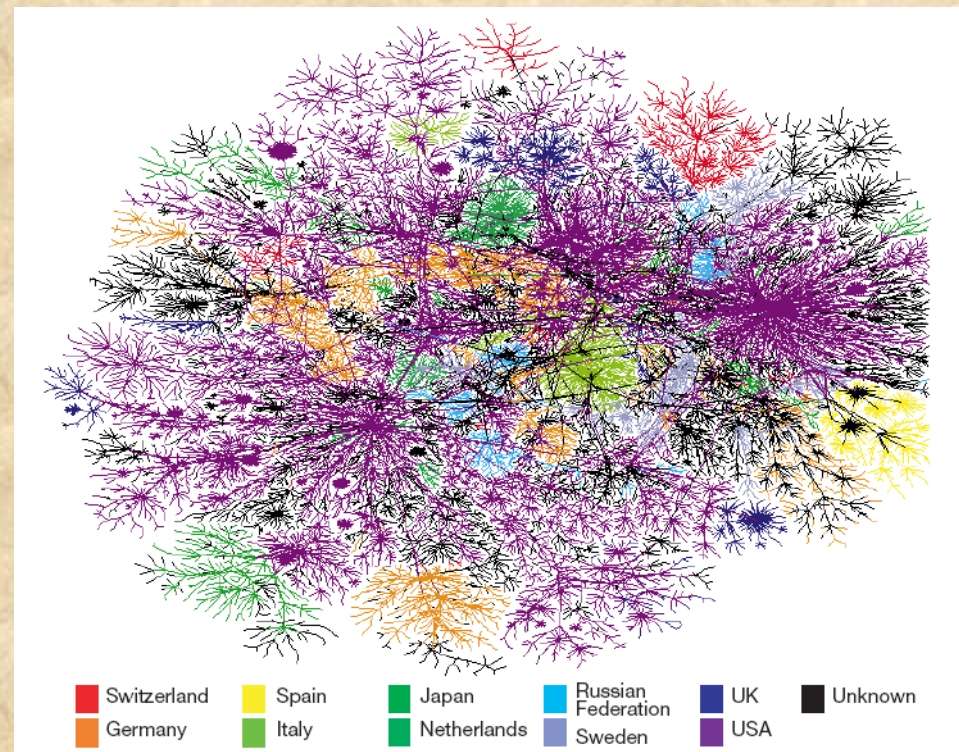 Switzerland
Spain
Japan
Russian
Federation
UK
Unknown
Germany
Italy
Netherlands
Sweden
USA